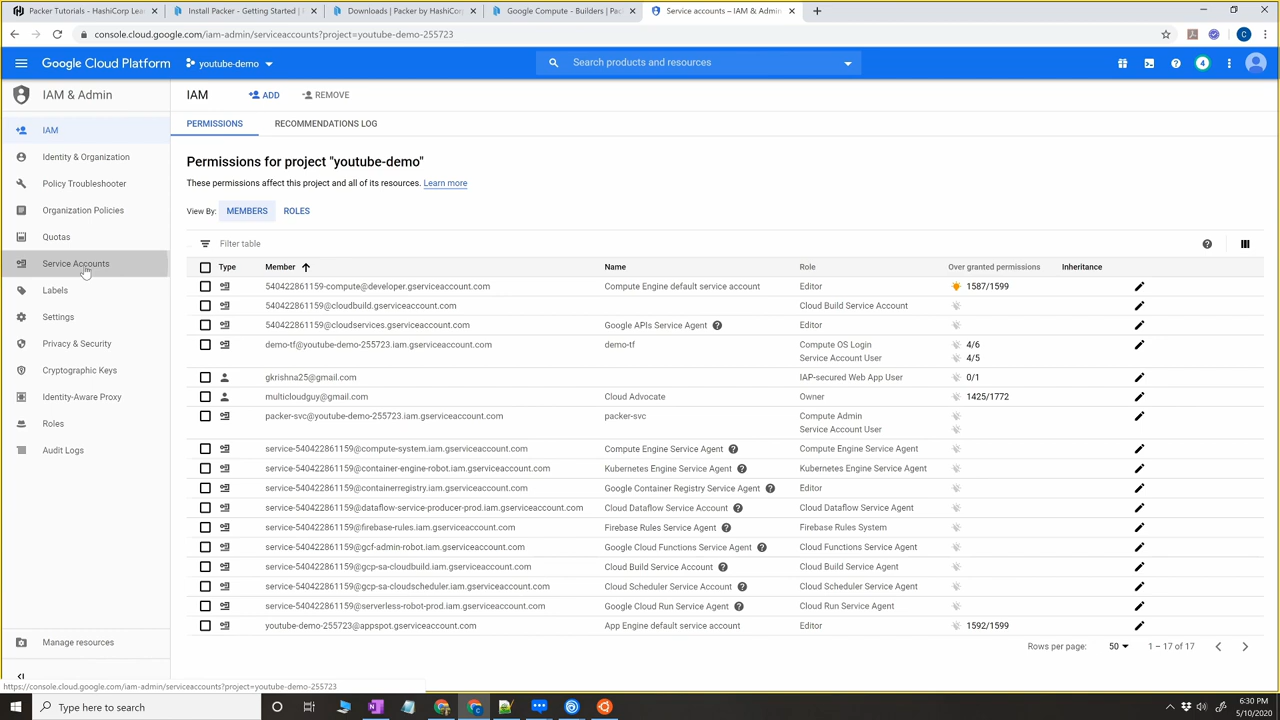 Packer Tutorials - HashiCorp Lea
Install Packer - Getting Started |
Downloads | Packer by HashiCorp
Google Compute - Builders | Pac
Service accounts – IAM & Admin
console.cloud.google.com/iam-admin/serviceaccounts?project=youtube-demo-255723
C
Google Cloud Platform
youtube-demo
Search products and resources
4
IAM & Admin
IAM
ADD
REMOVE
PERMISSIONS
RECOMMENDATIONS LOG
IAM
Identity & Organization
Policy Troubleshooter
Organization Policies
Quotas
Service Accounts
Labels
Settings
Privacy & Security
Cryptographic Keys
Identity-Aware Proxy
Roles
Audit Logs
Manage resources
Permissions for project "youtube-demo"
These permissions affect this project and all of its resources. Learn more
View By: MEMBERS ROLES
Filter table
Type Member Name Role Over granted permissions Inheritance
540422861159-compute@developer.gserviceaccount.com Compute Engine default service account Editor 1587/1599
540422861159@cloudbuild.gserviceaccount.com Cloud Build Service Account
540422861159@cloudservices.gserviceaccount.com Google APIs Service Agent Editor
demo-tf@youtube-demo-255723.iam.gserviceaccount.com demo-tf Compute OS Login 4/6
Service Account User 4/5
gkrishna25@gmail.com IAP-secured Web App User 0/1
multicloudguy@gmail.com Cloud Advocate Owner 1425/1772
packer-svc@youtube-demo-255723.iam.gserviceaccount.com packer-svc Compute Admin
Service Account User
service-540422861159@compute-system.iam.gserviceaccount.com Compute Engine Service Agent Compute Engine Service Agent
service-540422861159@container-engine-robot.iam.gserviceaccount.com Kubernetes Engine Service Agent Kubernetes Engine Service Agent
service-540422861159@containerregistry.iam.gserviceaccount.com Google Container Registry Service Agent Editor
service-540422861159@dataflow-service-producer-prod.iam.gserviceaccount.com Cloud Dataflow Service Account Cloud Dataflow Service Agent
service-540422861159@firebase-rules.iam.gserviceaccount.com Firebase Rules Service Agent Firebase Rules System
service-540422861159@gcf-admin-robot.iam.gserviceaccount.com Google Cloud Functions Service Agent Cloud Functions Service Agent
service-540422861159@gcp-sa-cloudbuild.iam.gserviceaccount.com Cloud Build Service Account Cloud Build Service Agent
service-540422861159@gcp-sa-cloudscheduler.iam.gserviceaccount.com Cloud Scheduler Service Account Cloud Scheduler Service Agent
service-540422861159@serverless-robot-prod.iam.gserviceaccount.com Google Cloud Run Service Agent Cloud Run Service Agent
youtube-demo-255723@appspot.gserviceaccount.com App Engine default service account Editor 1592/1599
Rows per page: 50 1 – 17 of 17
https://console.cloud.google.com/iam-admin/serviceaccounts?project=youtube-demo-255723
Type here to search
6:30 PM
5/10/2020